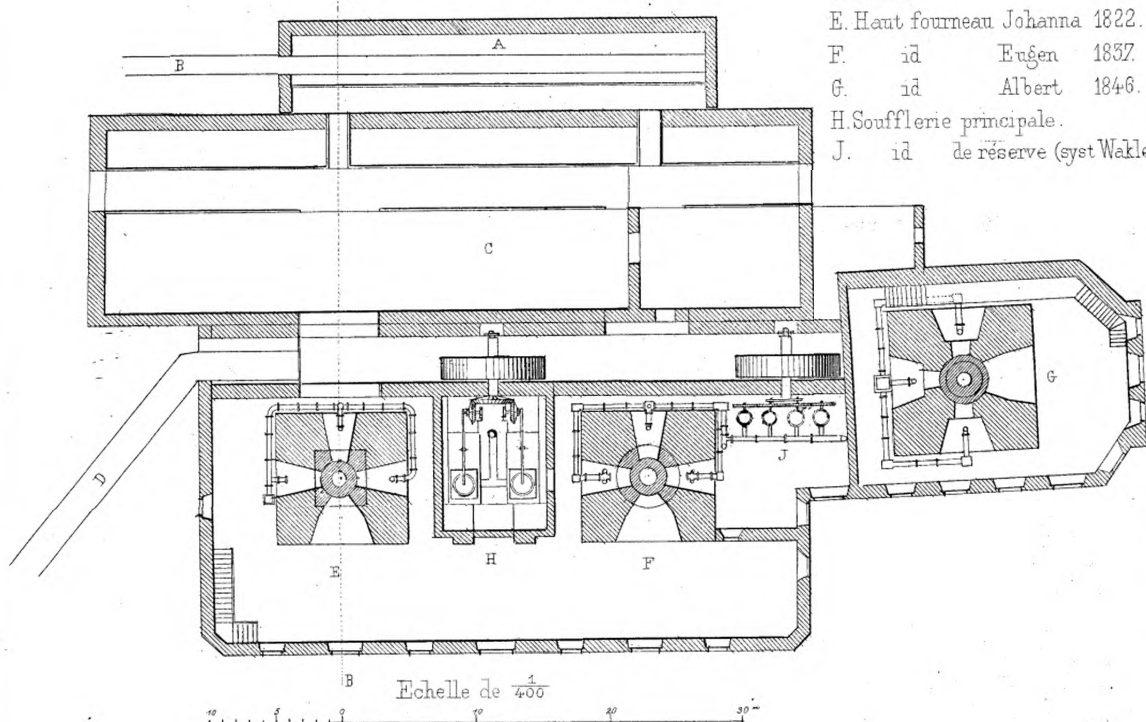 E. Haut fourneau Johanna 1822.
F. id Eugen 1837.
G. id Albert 1846.
H. Soufflerie principale.
J. id de réserve (syst
A
B
C
D
E
H
F
J
G
B
Echelle de 1/400
10 5 0 10 20 30 m